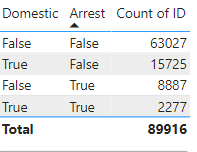 Domestic Arrest Count of ID
False False 63027
True False 15725
False True 8887
True True 2277
Total 89916